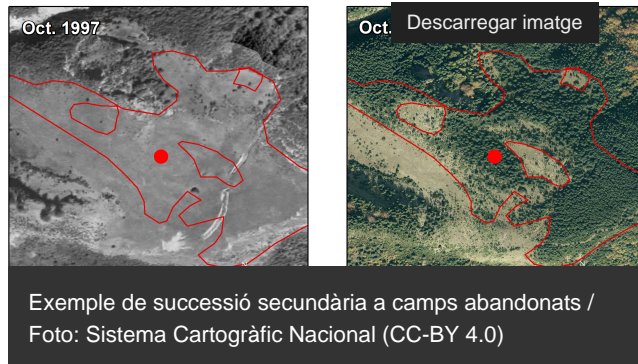 Oct. 1997
Oct.
Descarregar imatge
Exemple de successió secundària a camps abandonats /
Foto: Sistema Cartogràfic Nacional (CC-BY 4.0)